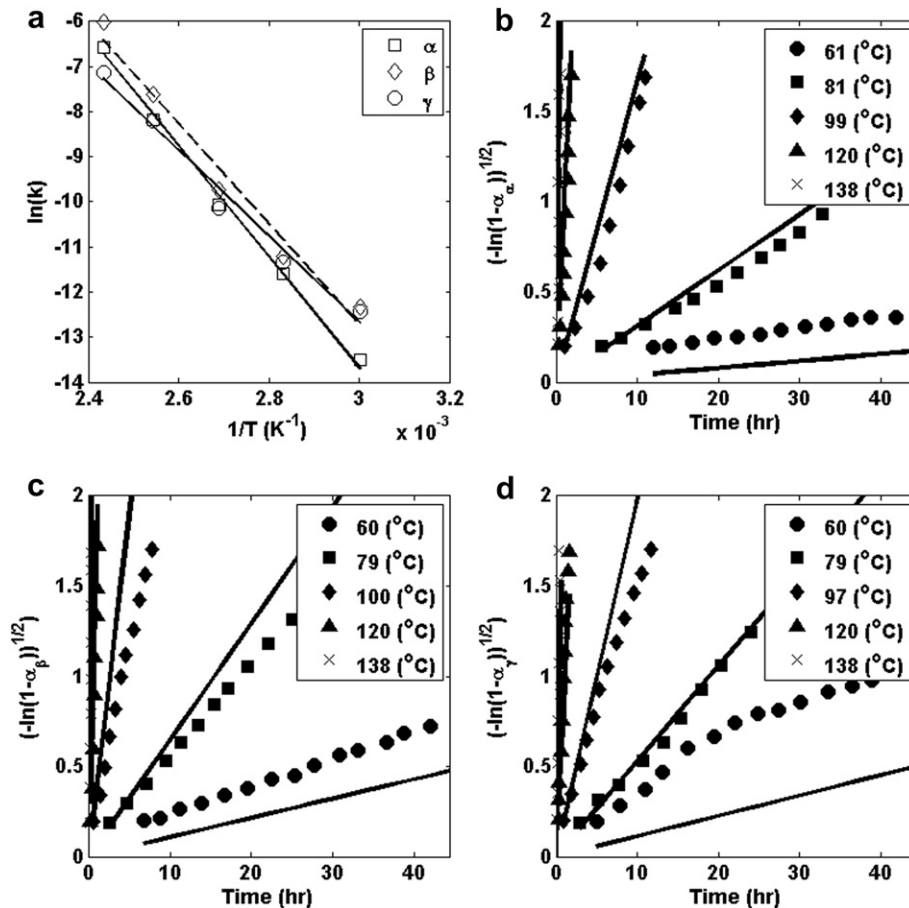 a
-6
-7
-8
-9
-10
-11
-12
-13
-14
ln(k)
α
β
γ
2.4 2.6 2.8 3 3.2
1/T (K⁻¹)
x 10⁻³
b
2
1.5
1
0.5
0
(-ln(1-α_α))^1/2
61 (°C)
81 (°C)
99 (°C)
120 (°C)
138 (°C)
0 10 20 30 40
Time (hr)
c
2
1.5
1
0.5
0
(-ln(1-α_β))^1/2
60 (°C)
79 (°C)
100 (°C)
120 (°C)
138 (°C)
0 10 20 30 40
Time (hr)
d
2
1.5
1
0.5
0
(-ln(1-α_γ))^1/2
60 (°C)
79 (°C)
97 (°C)
120 (°C)
138 (°C)
0 10 20 30 40
Time (hr)